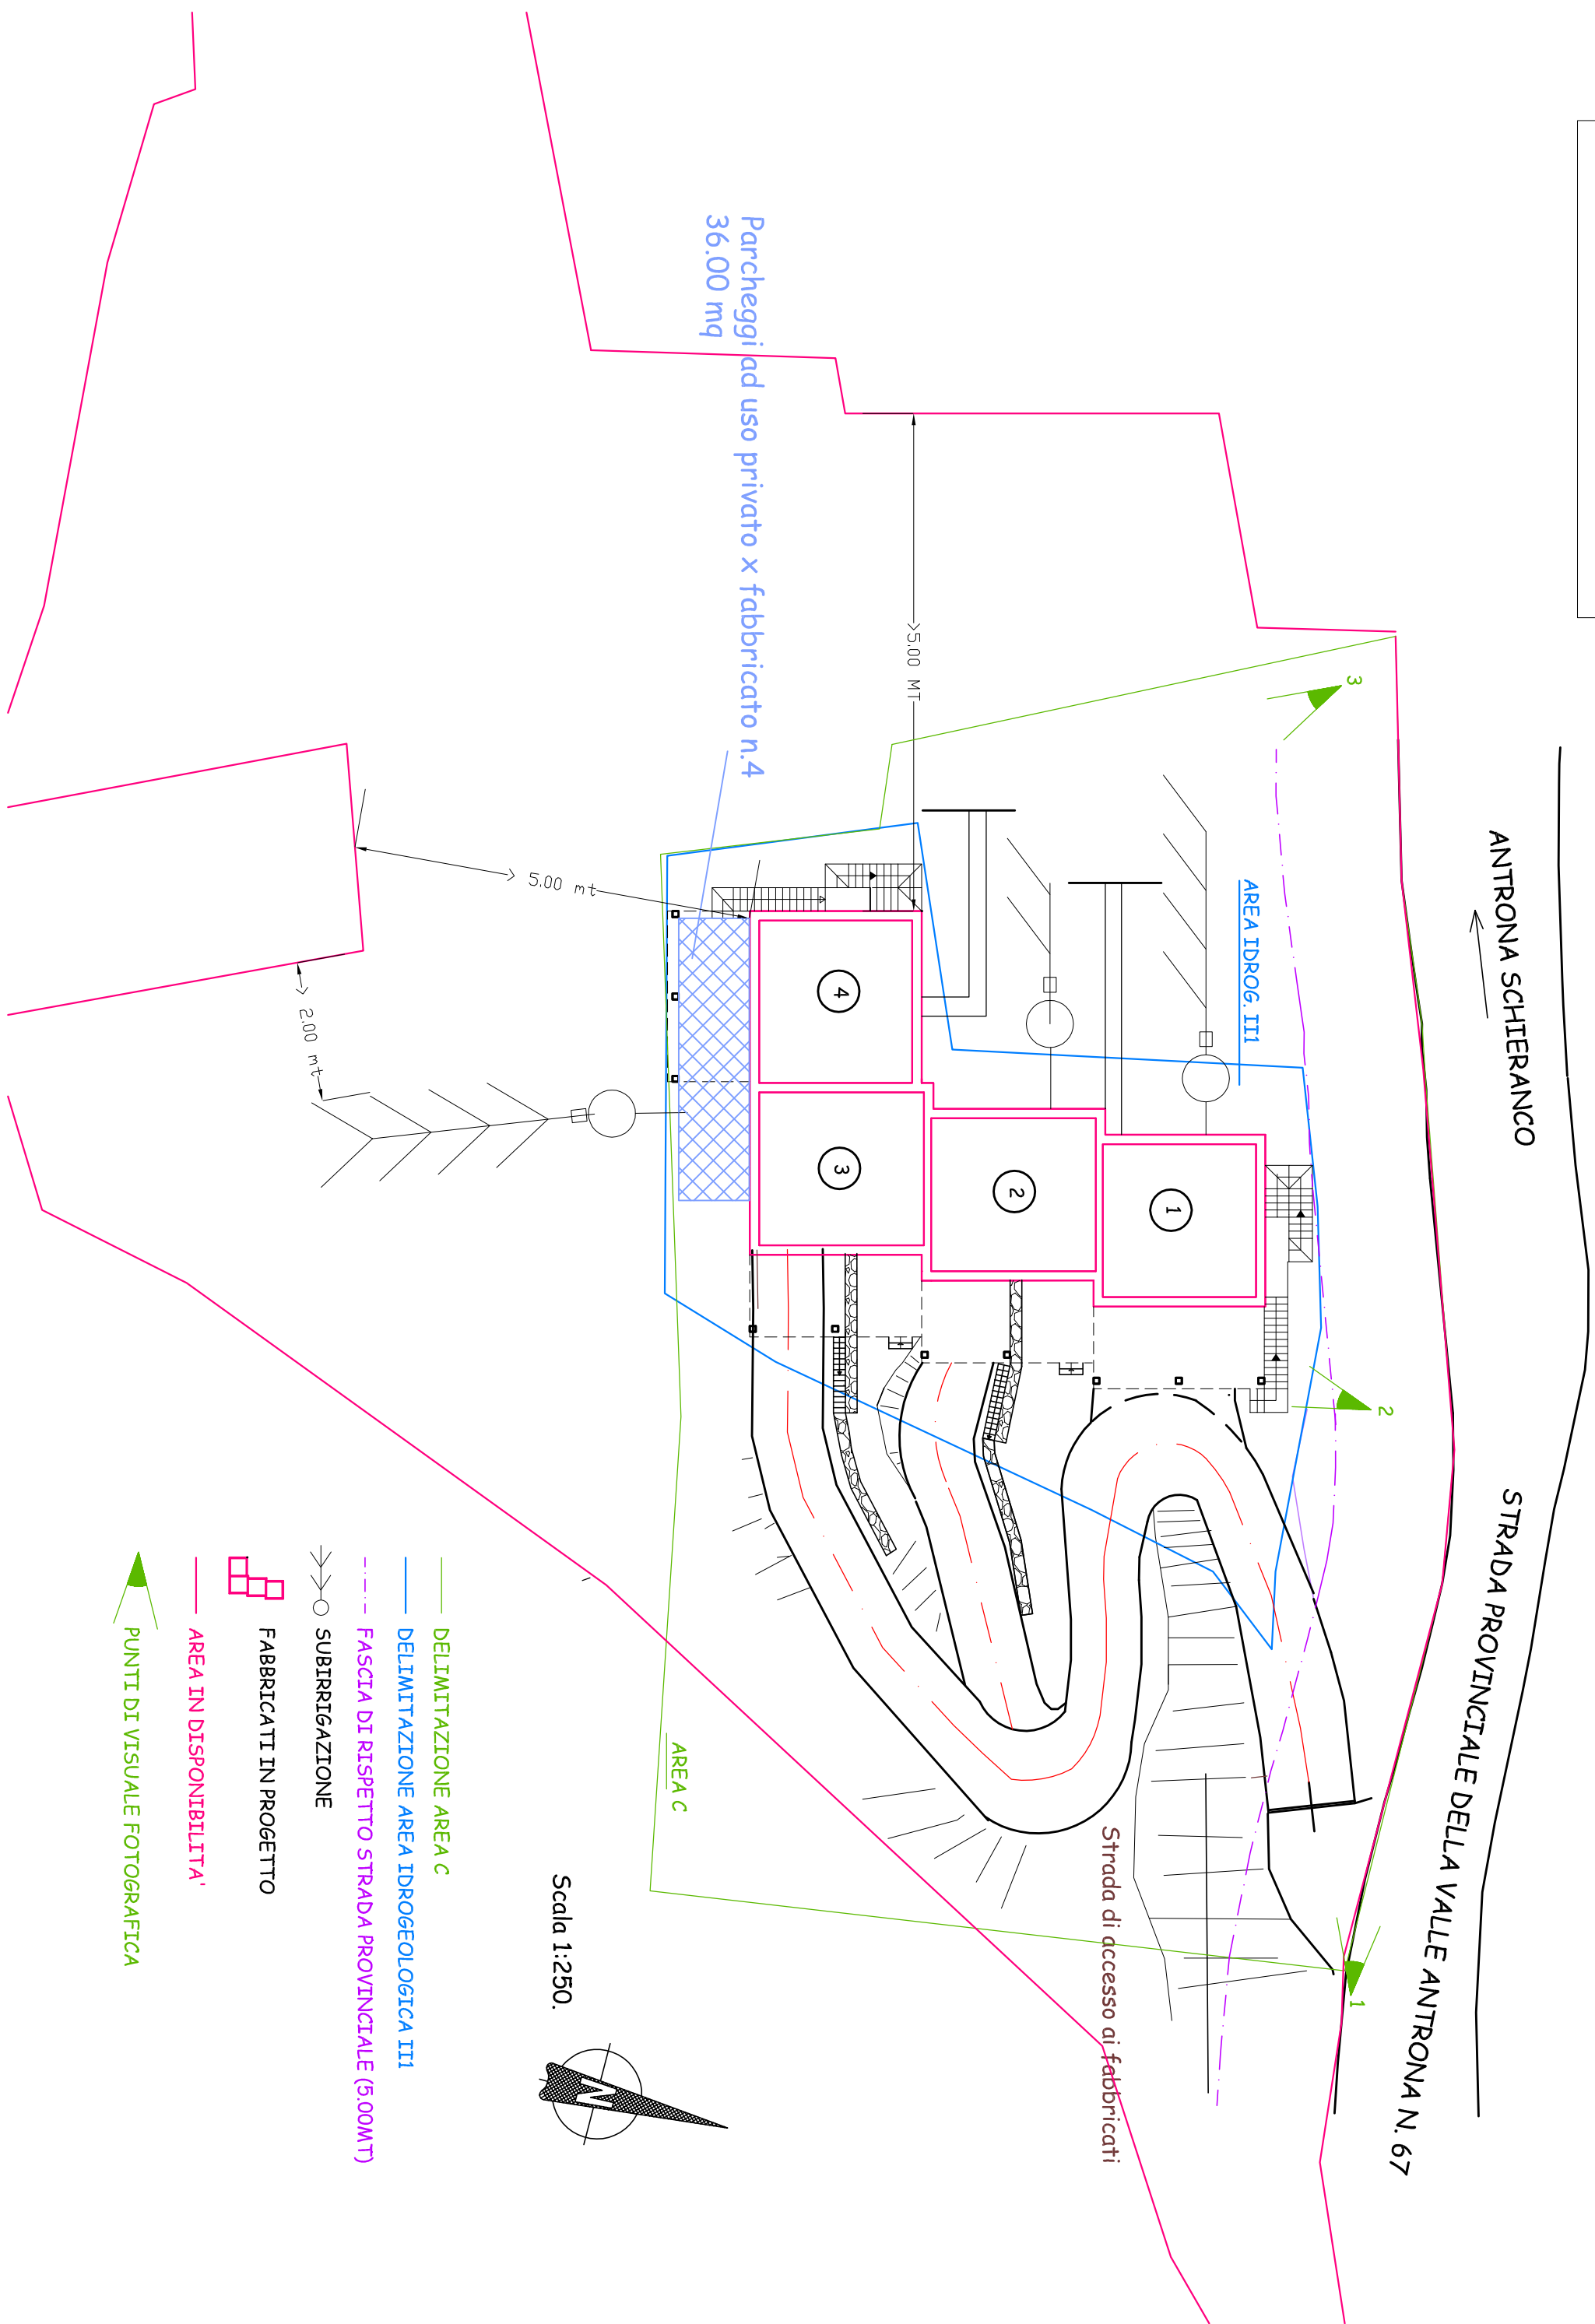 ANTRONA SCHIERANCO
STRADA PROVINCIALE DELLA VALLE ANTRONA N. 67
3
AREA IDROG. II1
2
1
>5.00 MT
Parcheggi ad uso privato x fabbricato n.4
36.00 mq
4
3
2
1
> 5.00 mt
> 2.00 mt
Strada di accesso ai fabbricati
AREA C
Scala 1:250.
N
DELIMITAZIONE AREA C
DELIMITAZIONE AREA IDROGEOLOGICA II1
FASCIA DI RISPETTO STRADA PROVINCIALE (5.00MT)
SUBIRRIGAZIONE
FABBRICATI IN PROGETTO
AREA IN DISPONIBILITA'
PUNTI DI VISUALE FOTOGRAFICA